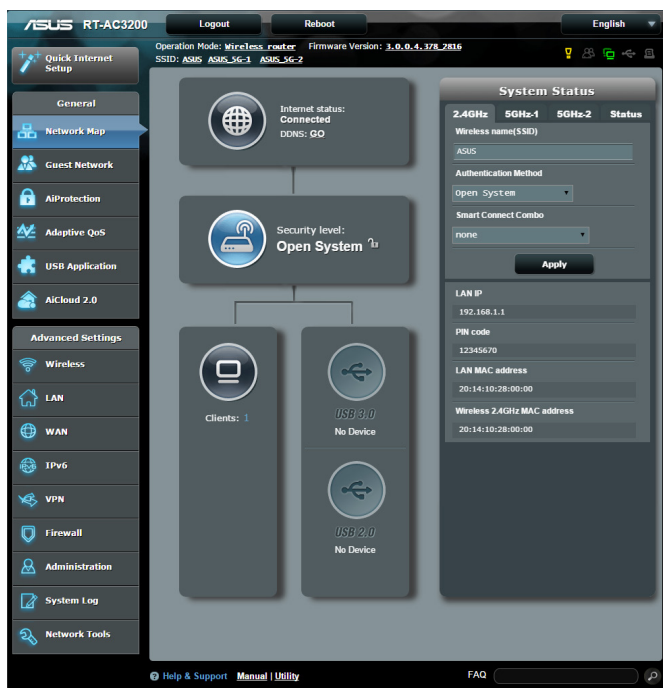 ASUS RT-AC3200 Logout Reboot English
Quick Internet Setup
Operation Mode: Wireless router Firmware Version: 3.0.0.4.378_2816
SSID: ASUS ASUS_5G-1 ASUS_5G-2
General
Network Map
Guest Network
AiProtection
Adaptive QoS
USB Application
AiCloud 2.0
Advanced Settings
Wireless
LAN
WAN
IPv6
IPv6
VPN
Firewall
Administration
System Log
Network Tools
Internet status:
Connected
DDNS: GO
Security level:
Open System
Clients: 1
USB 3.0
No Device
USB 2.0
No Device
System Status
2.4GHz 5GHz-1 5GHz-2 Status
Wireless name(SSID)
ASUS
Authentication Method
Open System
Smart Connect Combo
none
Apply
LAN IP
192.168.1.1
PIN code
12345670
LAN MAC address
20:14:10:28:00:00
Wireless 2.4GHz MAC address
20:14:10:28:00:00
? Help & Support Manual | Utility FAQ